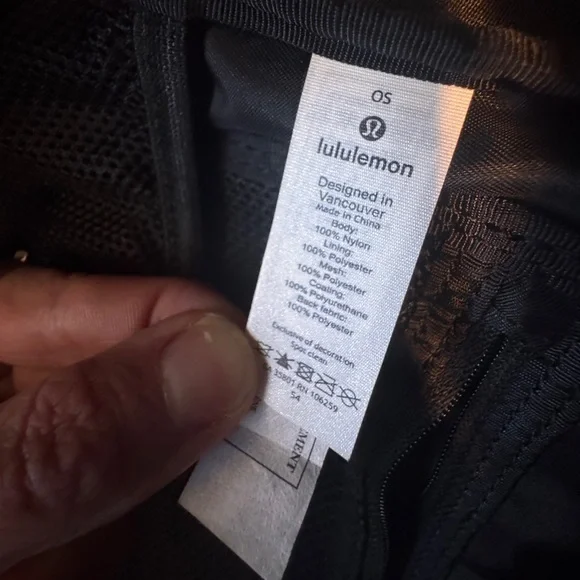 OS
lululemon
Designed in
Vancouver
Made in China
Body:
100% Nylon
Lining:
100% Polyester
Mesh:
100% Polyester
Coating:
100% Polyurethane
Back fabric:
100% Polyester
Exclusive of decoration
Spot clean
35801 RN 106259
54